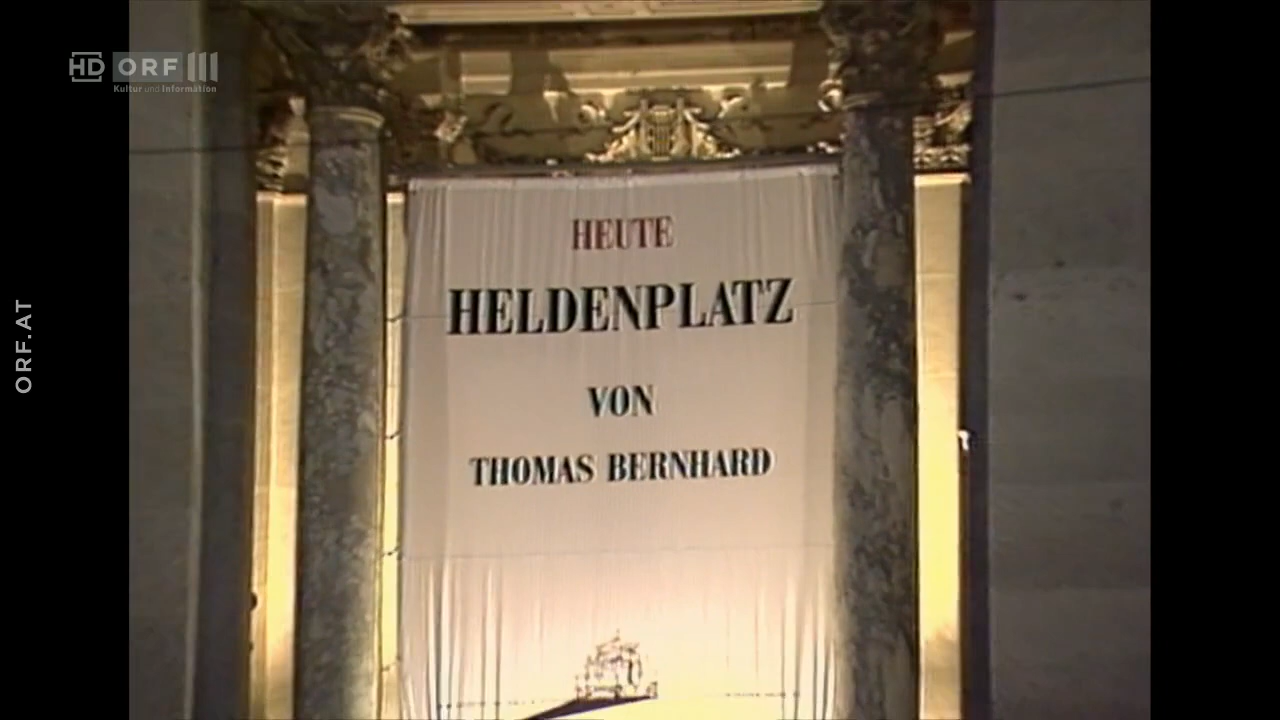 HD ORF III
Kultur und Information
HEUTE
HELDENPLATZ
VON
THOMAS BERNHARD
ORF.AT